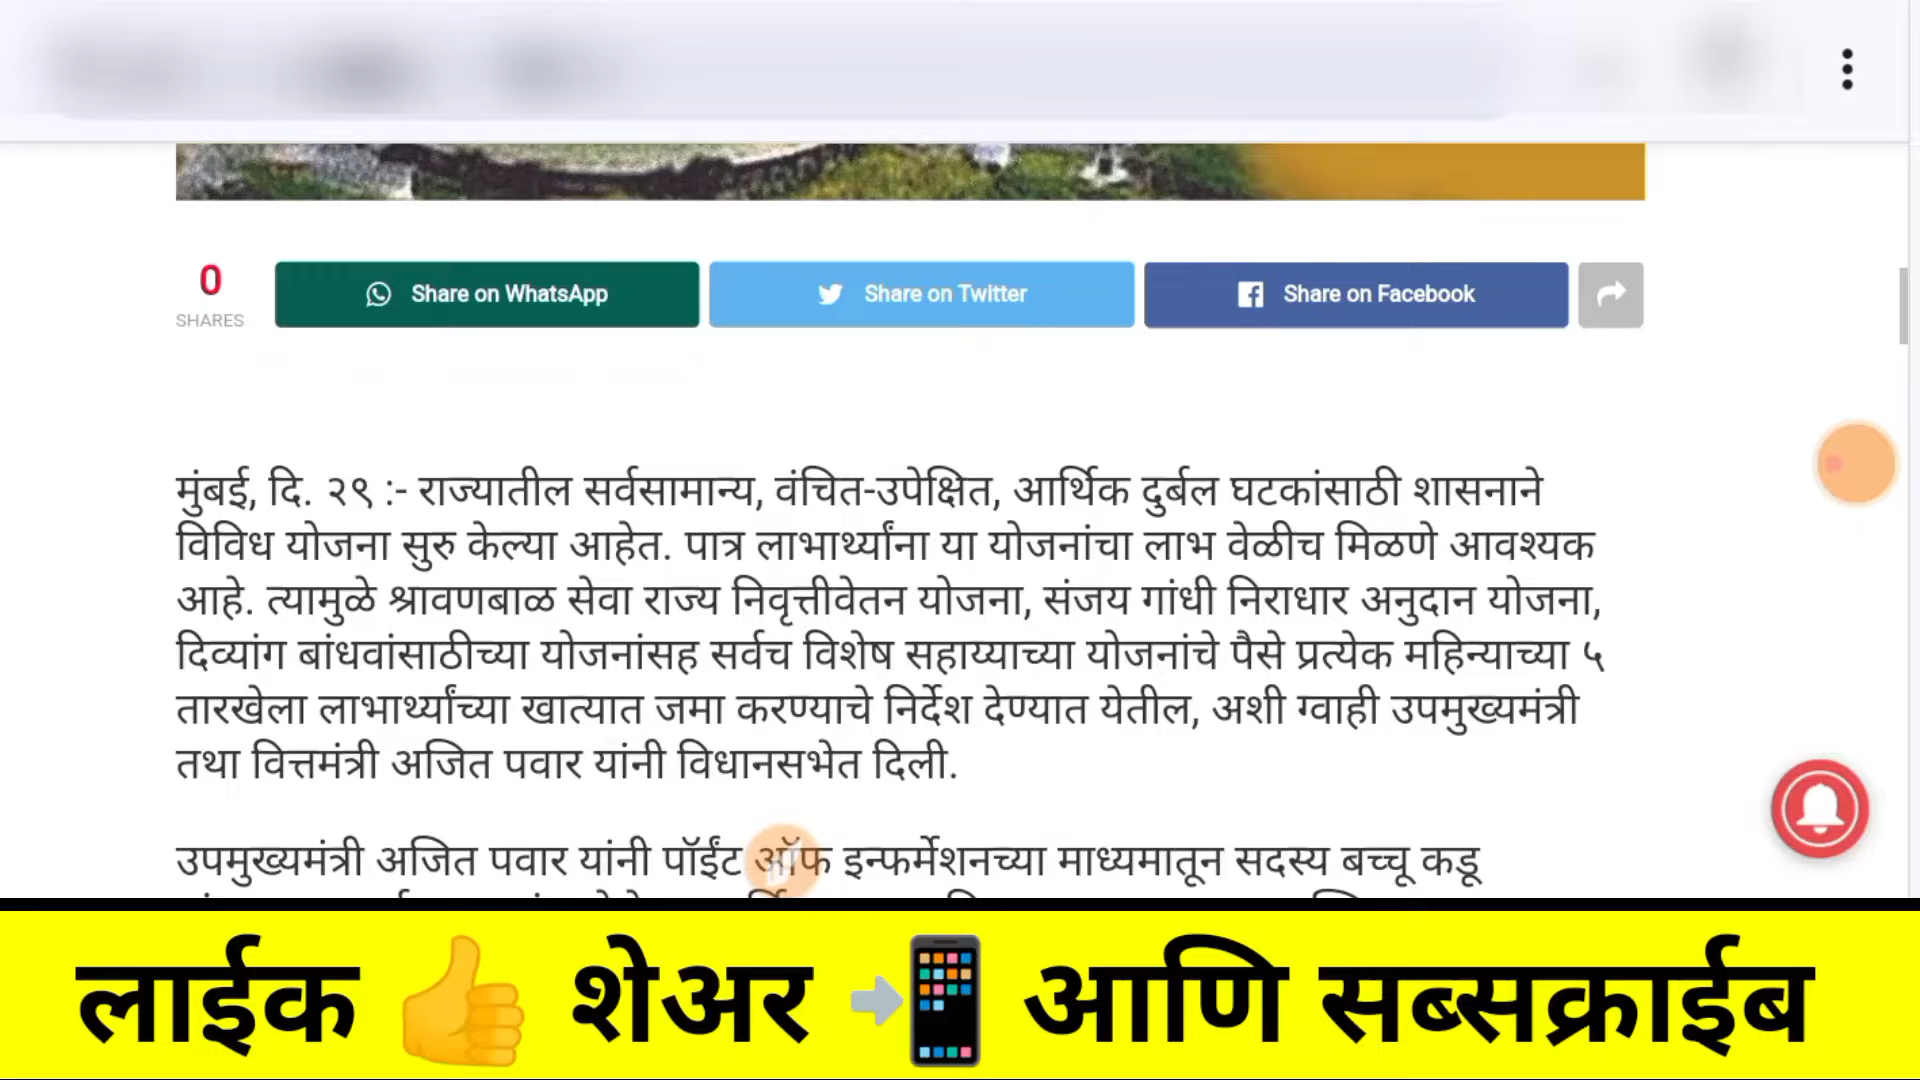 0
SHARES
Share on WhatsApp
Share on Twitter
Share on Facebook
मुंबई, दि. २९ :- राज्यातील सर्वसामान्य, वंचित-उपेक्षित, आर्थिक दुर्बल घटकांसाठी शासनाने
विविध योजना सुरु केल्या आहेत. पात्र लाभार्थ्यांना या योजनांचा लाभ वेळीच मिळणे आवश्यक
आहे. त्यामुळे श्रावणबाळ सेवा राज्य निवृत्तीवेतन योजना, संजय गांधी निराधार अनुदान योजना,
दिव्यांग बांधवांसाठीच्या योजनांसह सर्वच विशेष सहाय्याच्या योजनांचे पैसे प्रत्येक महिन्याच्या ५
तारखेला लाभार्थ्यांच्या खात्यात जमा करण्याचे निर्देश देण्यात येतील, अशी ग्वाही उपमुख्यमंत्री
तथा वित्तमंत्री अजित पवार यांनी विधानसभेत दिली.
उपमुख्यमंत्री अजित पवार यांनी पॉईंट ऑफ इन्फर्मेशनच्या माध्यमातून सदस्य बच्चू कडू
लाईक शेअर आणि सब्सक्राईब